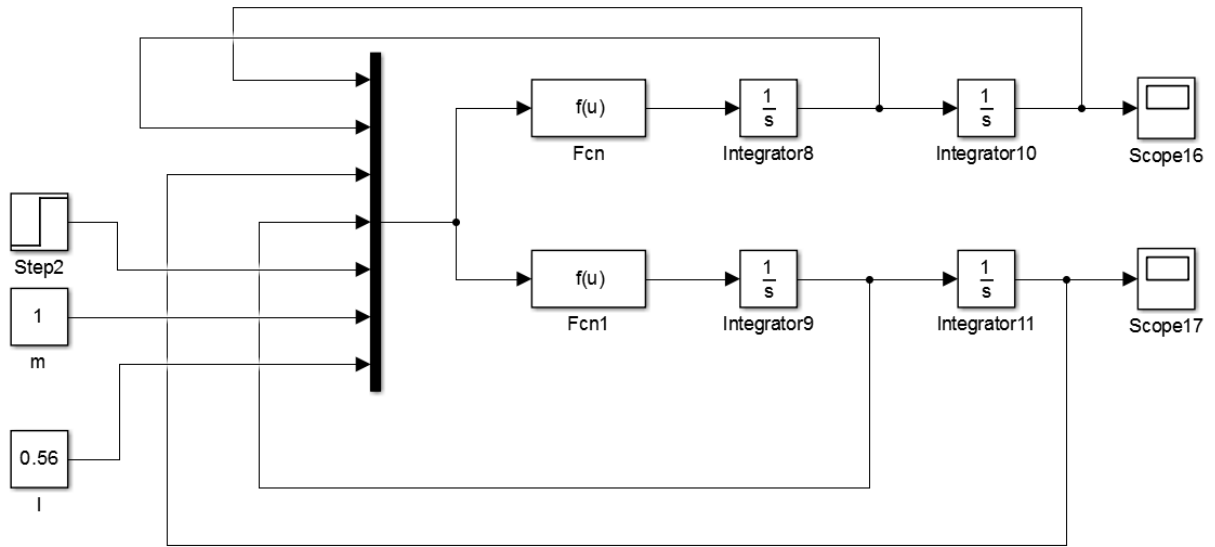 f(u)
Fcn
1
s
Integrator8
1
s
Integrator10
Scope16
Step2
f(u)
Fcn1
1
s
Integrator9
1
s
Integrator11
Scope17
1
m
0.56
l